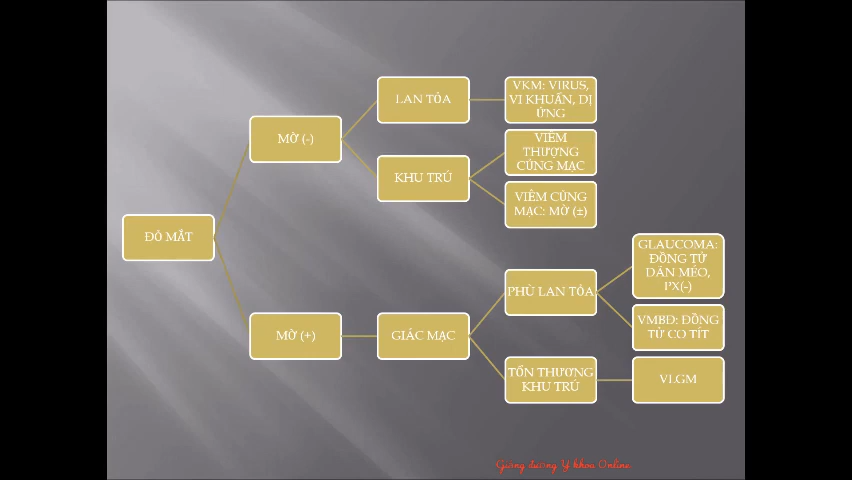 LAN TỎA
VKM: VIRUS,
VI KHUẨN, DỊ
ỨNG
MỜ (-)
KHU TRÚ
VIÊM
THƯỢNG
CỦNG MẠC
VIÊM CỦNG
MẠC: MỜ (±)
ĐỎ MẮT
MỜ (+)
GIÁC MẠC
PHÙ LAN TỎA
GLAUCOMA:
ĐỒNG TỬ
DÃN MÉO,
PX(-)
VMBĐ: ĐỒNG
TỬ CO TÍT
TỔN THƯƠNG
KHU TRÚ
VLGM
Giảng đường Y khoa Online